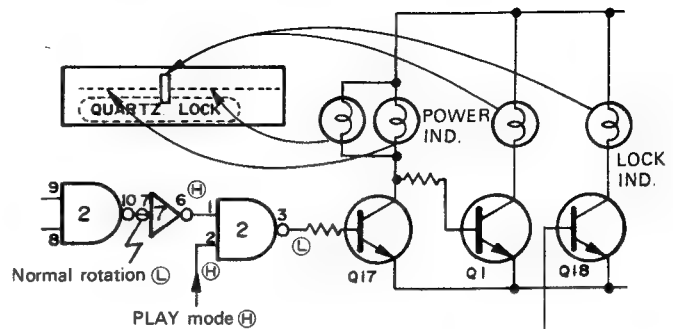 QUARTZ LOCK
POWER
IND.
LOCK
IND.
9
8
2
10
7
7
6
Ⓗ
1
2
Ⓗ
2
3
Ⓛ
Q17
Q1
Q18
Normal rotation Ⓛ
PLAY mode Ⓗ